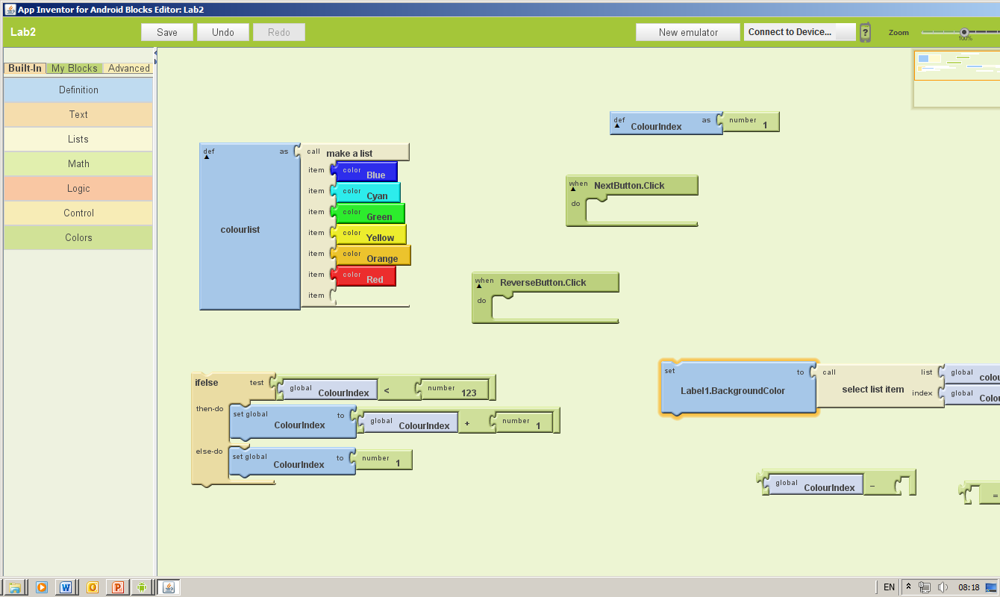 App Inventor for Android Blocks Editor: Lab2
Lab2
Save
Undo
Redo
New emulator
Connect to Device...
?
Zoom
100%
Built-In
My Blocks
Advanced
Definition
Text
Lists
Math
Logic
Control
Colors
def
colourlist
as
call make a list
item color Blue
item color Cyan
item color Green
item color Yellow
item color Orange
item color Red
item
def ColourIndex as number 1
when NextButton.Click
do
when ReverseButton.Click
do
ifelse test global ColourIndex < number 123
then-do set global ColourIndex to global ColourIndex + number 1
else-do set global ColourIndex to number 1
set Label1.BackgroundColor to
call select list item
list global colou
index global Colou
global ColourIndex –
=
EN
08:18